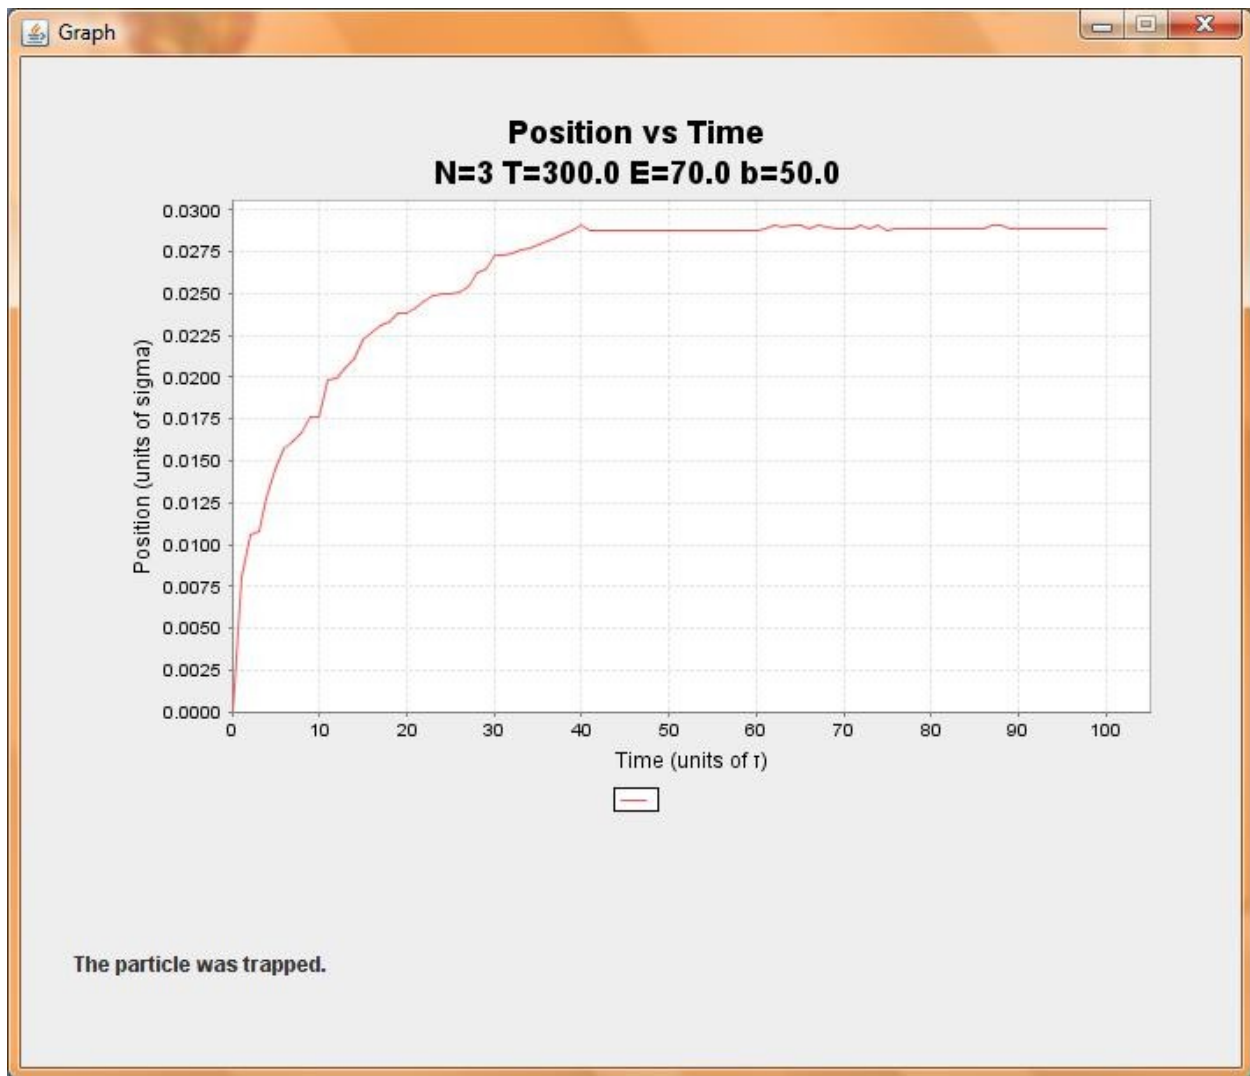 Graph
Position vs Time
N=3 T=300.0 E=70.0 b=50.0
0.0300
0.0275
0.0250
0.0225
0.0200
0.0175
0.0150
0.0125
0.0100
0.0075
0.0050
0.0025
0.0000
Position (units of sigma)
0 10 20 30 40 50 60 70 80 90 100
Time (units of τ)
The particle was trapped.